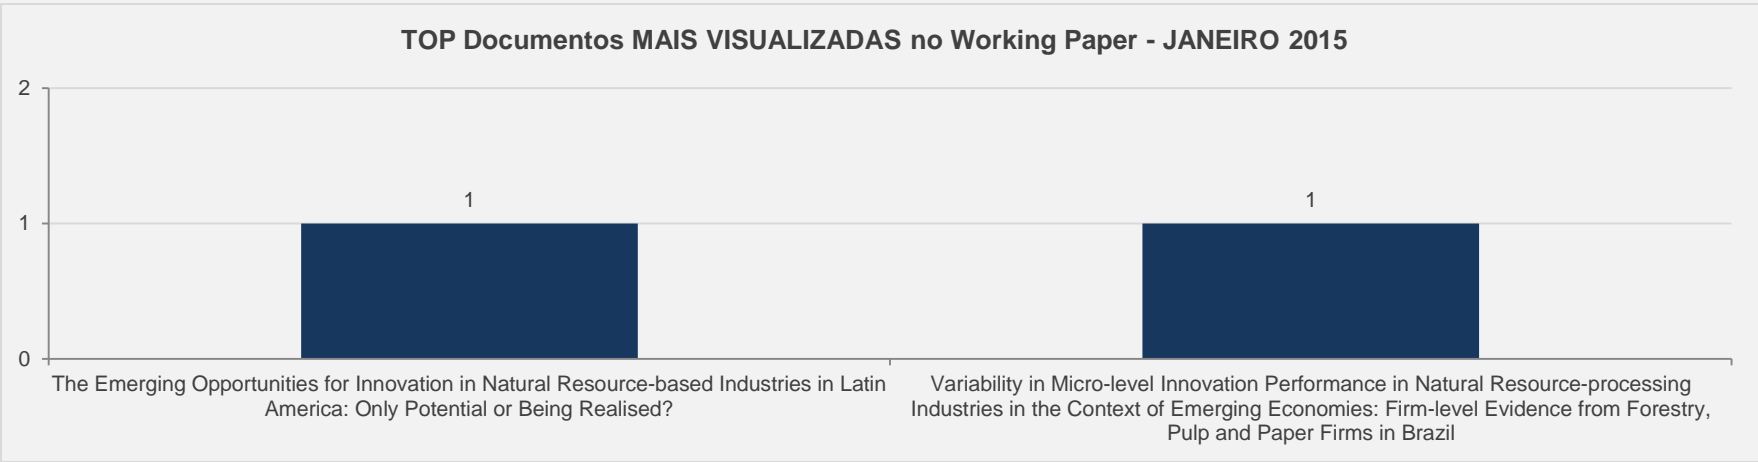 TOP Documentos MAIS VISUALIZADAS no Working Paper - JANEIRO 2015
2
1
0
1
1
The Emerging Opportunities for Innovation in Natural Resource-based Industries in Latin
America: Only Potential or Being Realised?
Variability in Micro-level Innovation Performance in Natural Resource-processing
Industries in the Context of Emerging Economies: Firm-level Evidence from Forestry,
Pulp and Paper Firms in Brazil